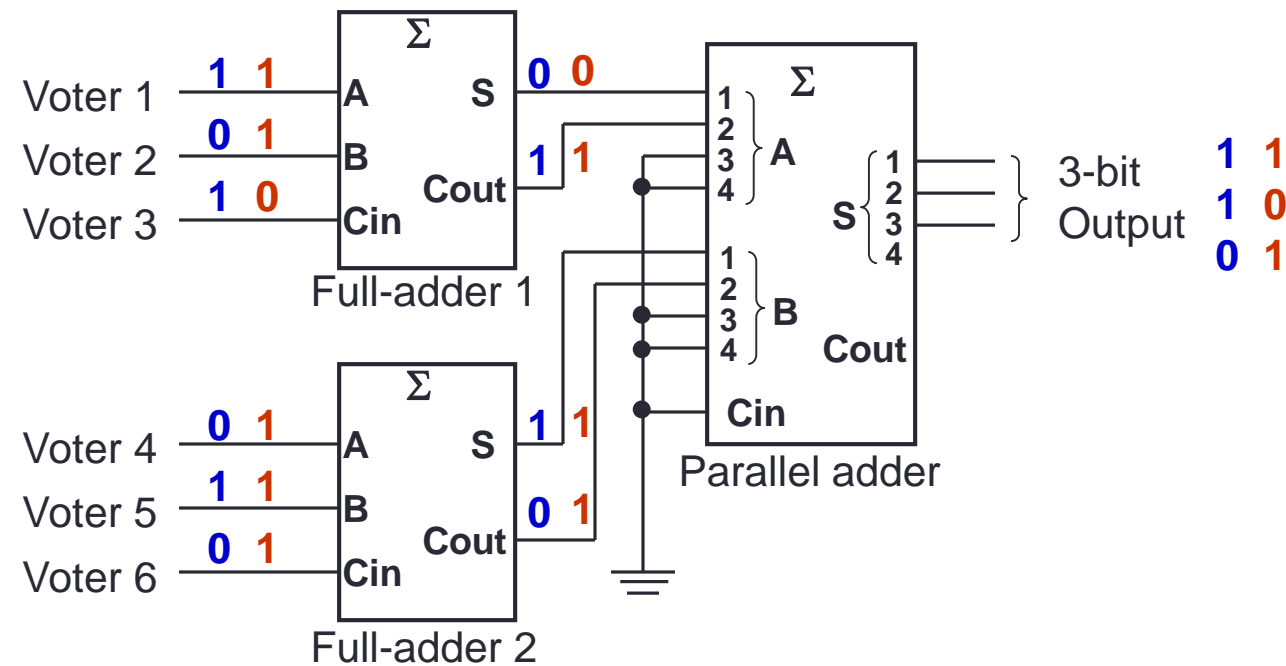 Σ
Voter 1 1 1 A S 0 0
Voter 2 0 1 B
Voter 3 1 0 Cin Cout 1 1
Full-adder 1
Σ
Voter 4 0 1 A S 1 1
Voter 5 1 1 B
Voter 6 0 1 Cin Cout 0 1
Full-adder 2
Σ
1
2
3
4
A
1
2
3
4
B
Cin
S
1
2
3
4
Cout
Parallel adder
3-bit
Output
1 1
1 0
0 1